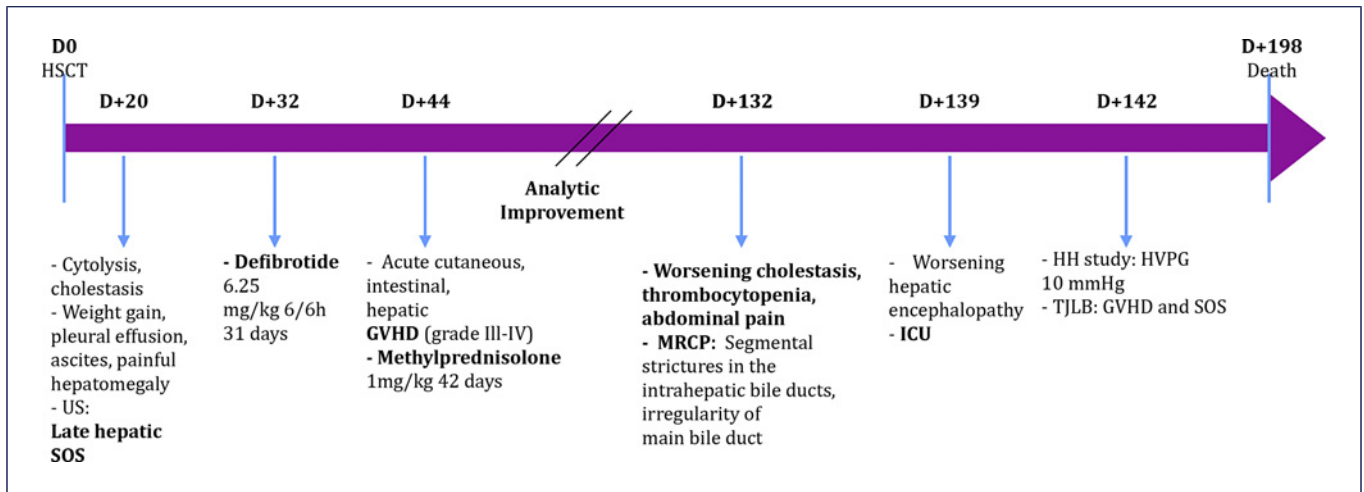 D0
HSCT
D+20
D+32
D+44
D+132
D+139
D+142
D+198
Death
Analytic
Improvement
- Cytolysis,
cholestasis
- Weight gain,
pleural effusion,
ascites, painful
hepatomegaly
- US:
Late hepatic
SOS
- Defibrotide
6.25
mg/kg 6/6h
31 days
- Acute cutaneous,
intestinal,
hepatic
GVHD (grade III-IV)
- Methylprednisolone
1mg/kg 42 days
- Worsening cholestasis,
thrombocytopenia,
abdominal pain
- MRCP: Segmental
strictures in the
intrahepatic bile ducts,
irregularity of
main bile duct
- Worsening
hepatic
encephalopathy
- ICU
- HH study: HVPG
10 mmHg
- TJLB: GVHD and SOS